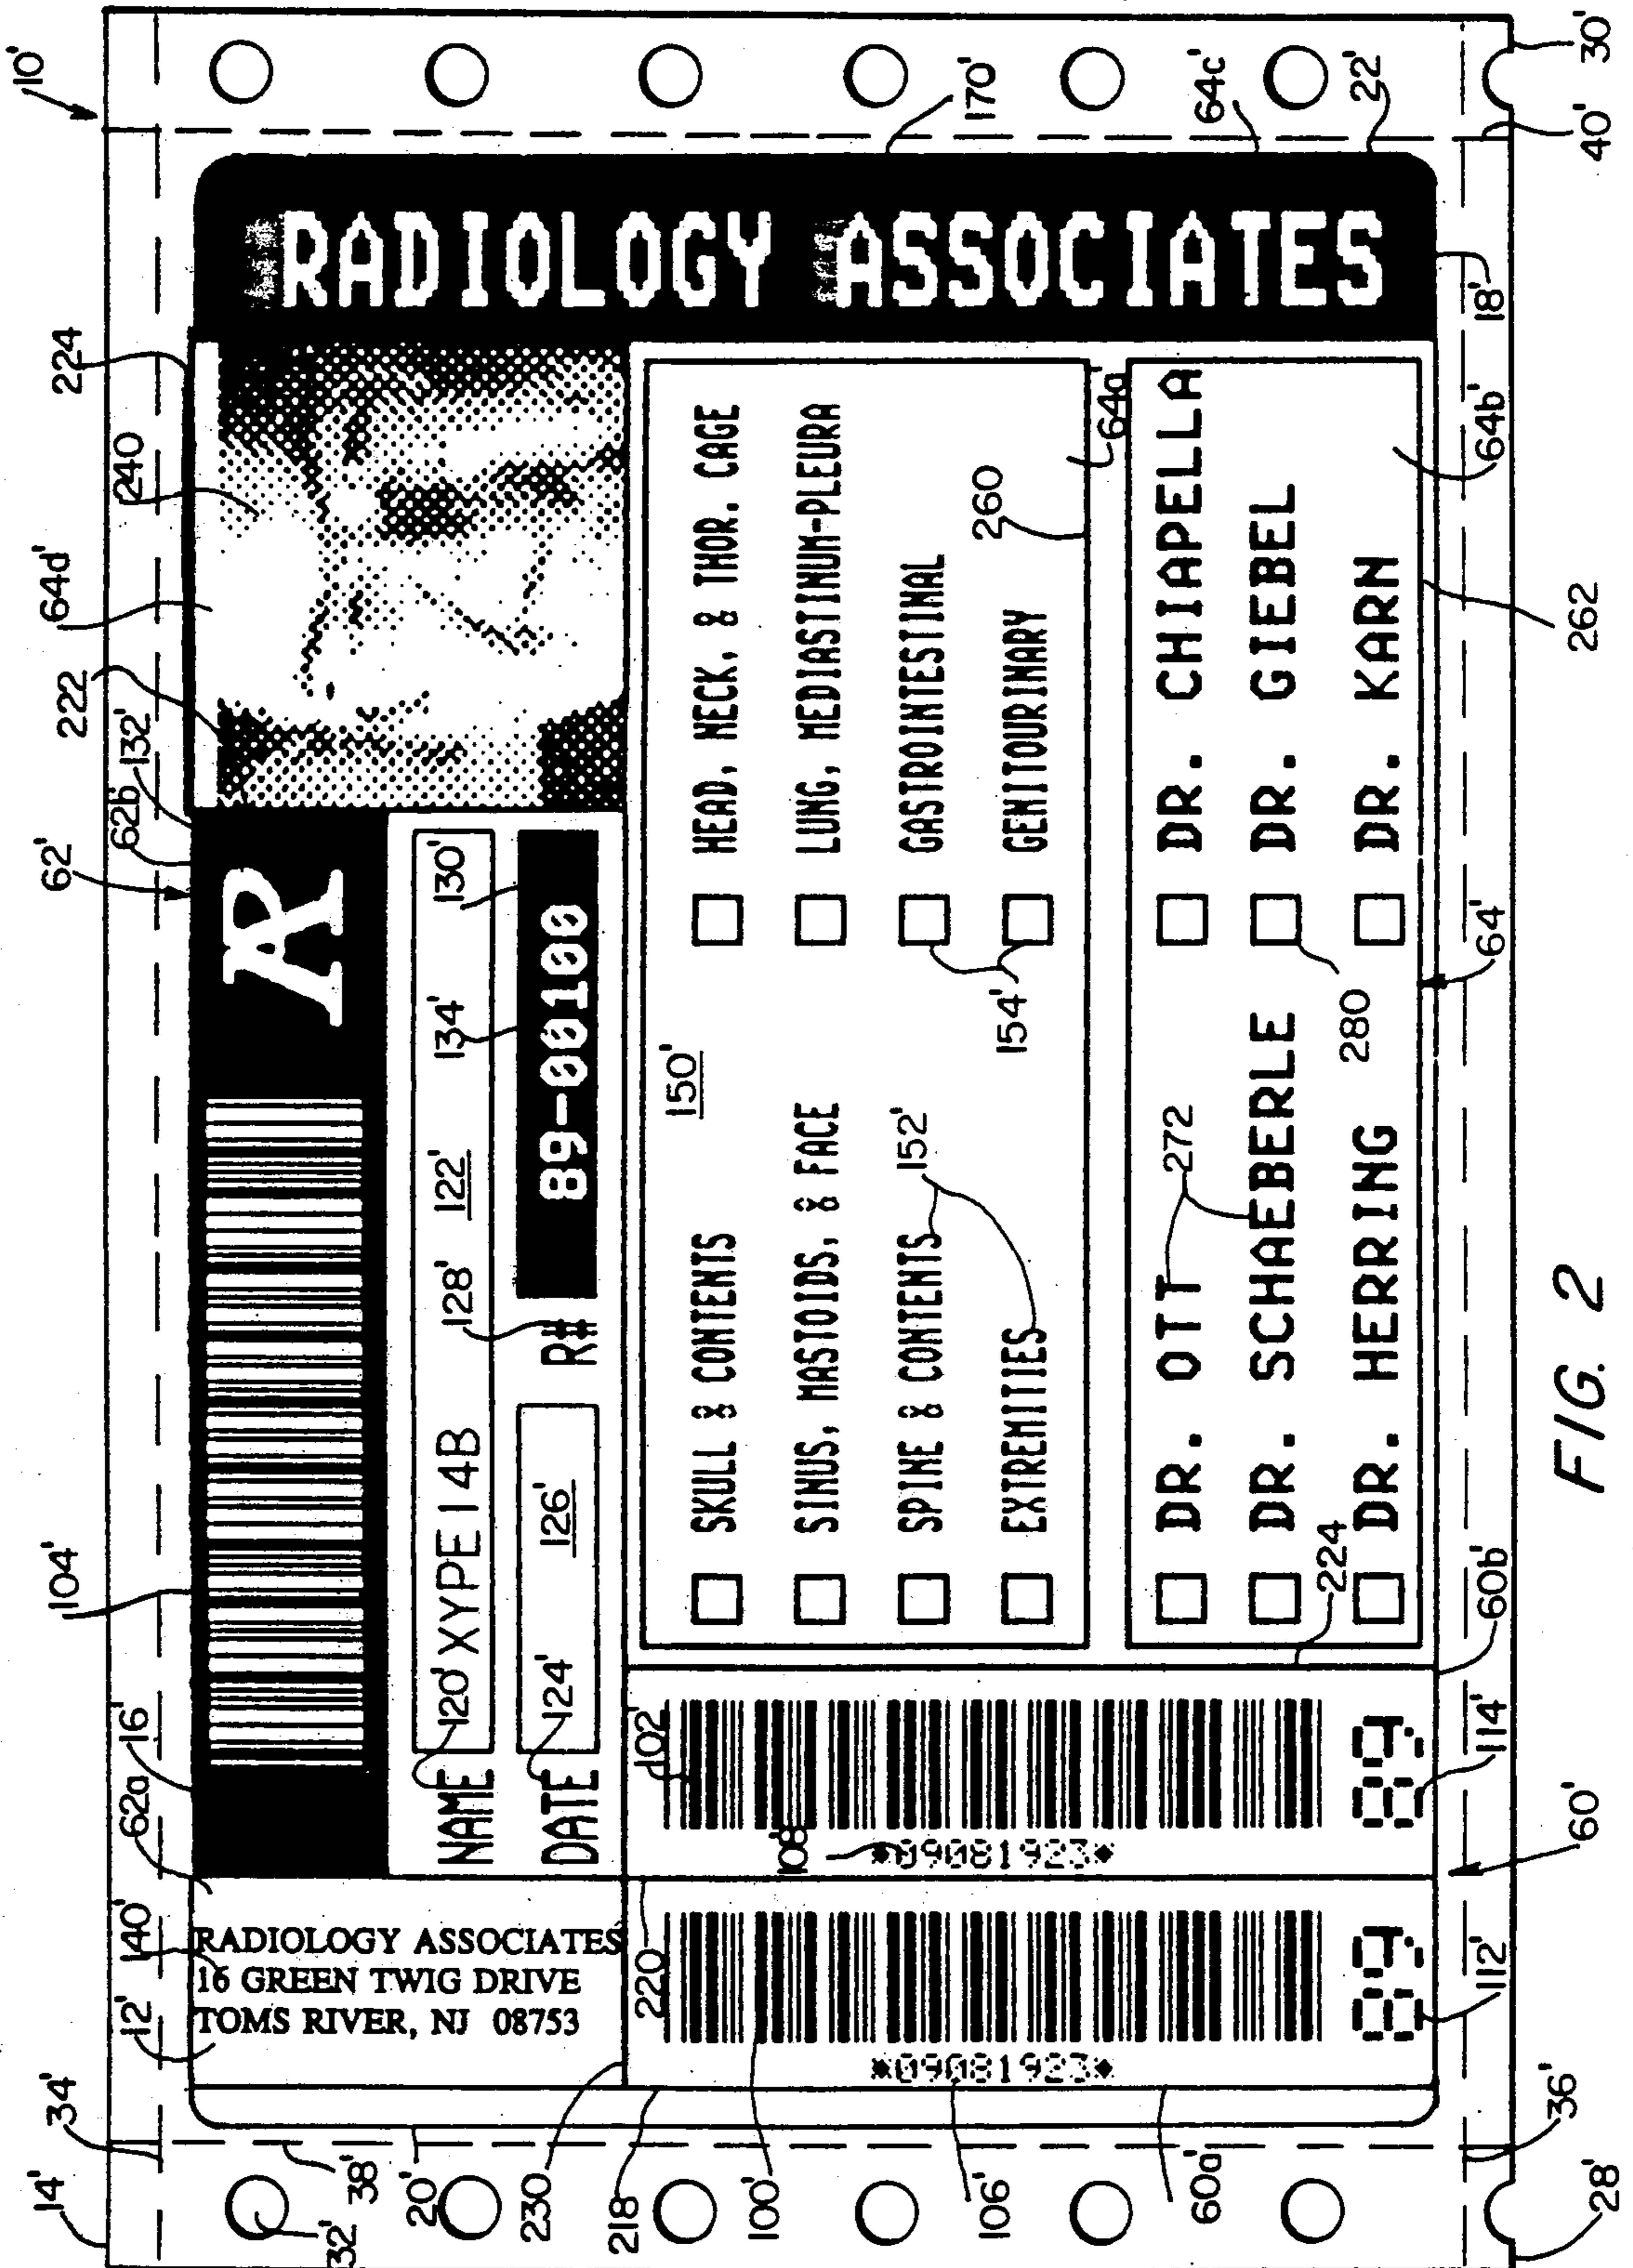 10'
14'
34'
12'
140'
62a'
16'
104'
62'
62b'
132'
222
64d'
240
224
32'
38'
20'
230
218
100'
106'
60a'
28'
36'
RADIOLOGY ASSOCIATES
16 GREEN TWIG DRIVE
TOMS RIVER, NJ 08753
R
NAME
120'
XYPE14B
128'
122'
134'
130'
DATE
124'
126'
R#
89-00100
RADIOLOGY ASSOCIATES
220
102'
108'
*09081923*
*09081923*
89
89
112'
114'
150'
SKULL & CONTENTS
HEAD, NECK, & THOR. CAGE
SINUS, MASTOIDS, & FACE
LUNG, MEDIASTINUM-PLEURA
SPINE & CONTENTS
GASTROINTESTINAL
EXTREMITIES
GENITOURINARY
152'
154'
260
64a'
170'
64c'
22'
DR. OTT
DR. CHIAPELLA
DR. SCHAEBERLE
DR. GIEBEL
DR. HERRING
DR. KARN
272
280
224
60'
60b'
64'
262
64b'
18'
40'
30'
FIG. 2